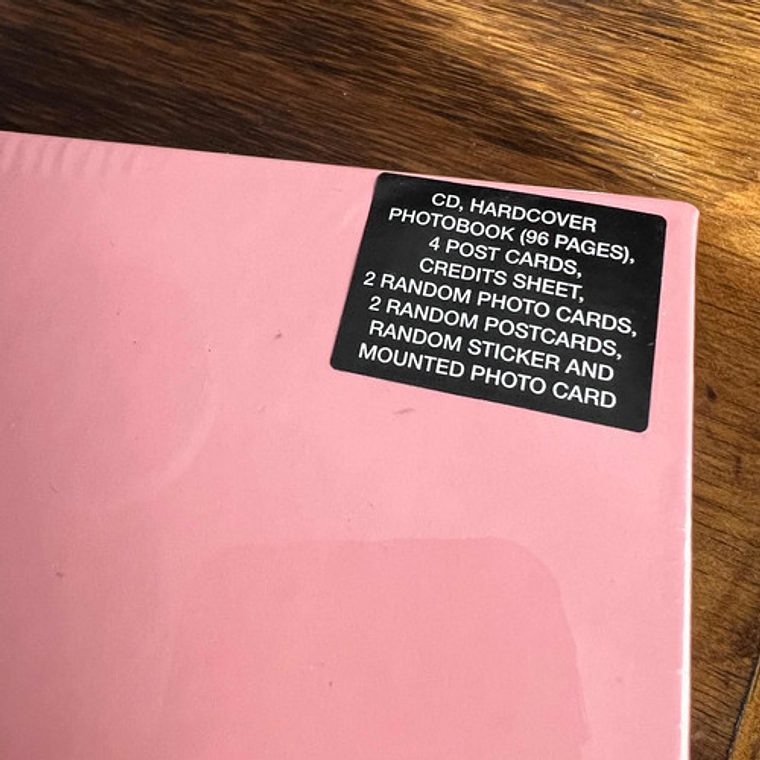 CD, HARDCOVER
PHOTOBOOK (96 PAGES),
4 POST CARDS,
CREDITS SHEET,
2 RANDOM PHOTO CARDS,
2 RANDOM POSTCARDS,
RANDOM STICKER AND
MOUNTED PHOTO CARD